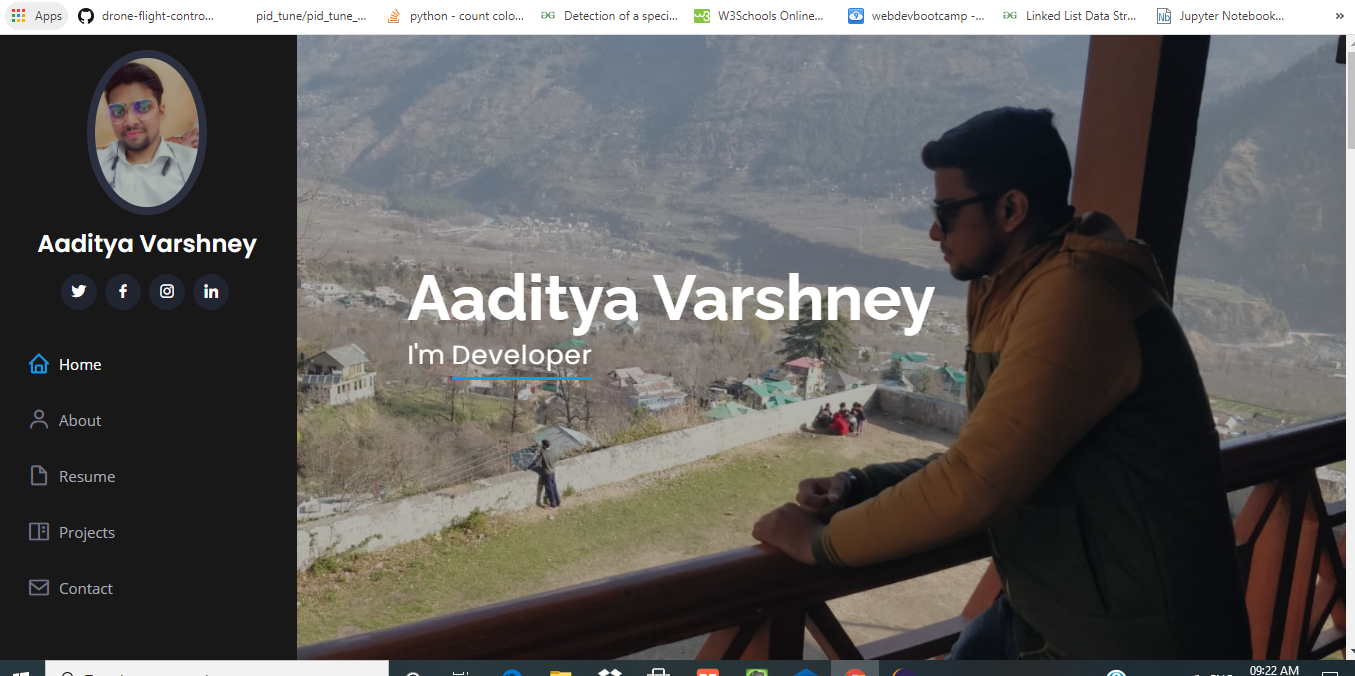 Apps drone-flight-contro... pid_tune/pid_tune_... python - count colo... Detection of a speci... W3Schools Online... webdevbootcamp -... Linked List Data Str... Jupyter Notebook... »
Aaditya Varshney
Home
About
Resume
Projects
Contact
Aaditya Varshney
I'm Developer
09:22 AM